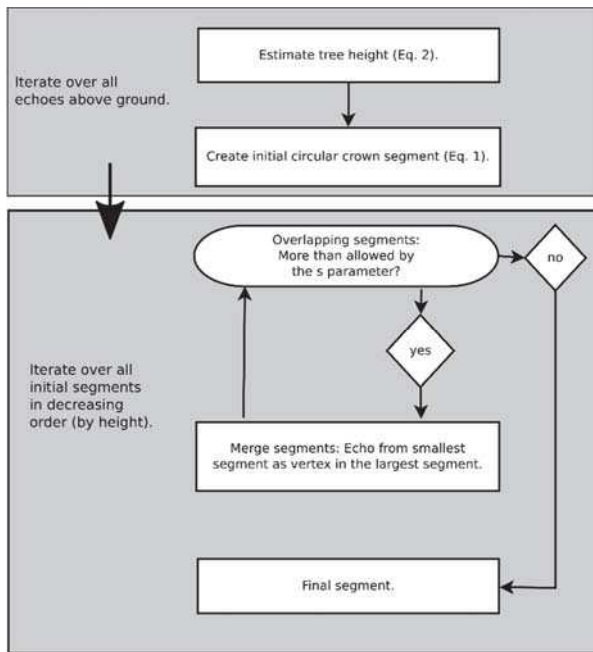 Estimate tree height (Eq. 2).
Iterate over all
echoes above ground.
Create initial circular crown segment (Eq. 1).
Overlapping segments:
More than allowed by
the s parameter?
no
yes
Iterate over all
initial segments
in decreasing
order (by height).
Merge segments: Echo from smallest
segment as vertex in the largest segment.
Final segment.